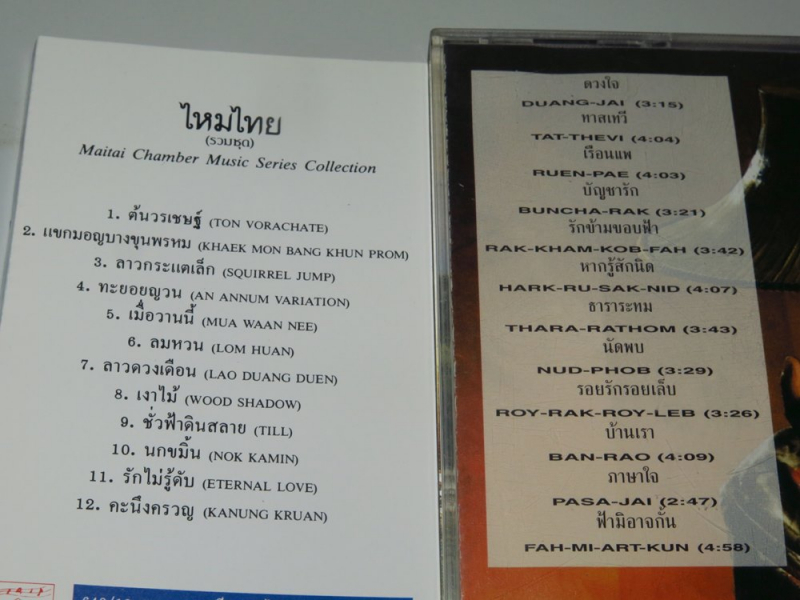 ไหมไทย
(รวมชุด)
Maitai Chamber Music Series Collection
1. ต้นวรเชษฐ์ (TON VORACHATE)
2. แขกมอญบางขุนพรหม (KHAEK MON BANG KHUN PROM)
3. ลาวกระแตเล็ก (SQUIRREL JUMP)
4. ทะยอยญวน (AN ANNUM VARIATION)
5. เมื่อวานนี้ (MUA WAAN NEE)
6. ลมหวน (LOM HUAN)
7. ลาวดวงเดือน (LAO DUANG DUEN)
8. เงาไม้ (WOOD SHADOW)
9. ชั่วฟ้าดินสลาย (TILL)
10. นกขมิ้น (NOK KAMIN)
11. รักไม่รู้ดับ (ETERNAL LOVE)
12. คะนึงครวญ (KANUNG KRUAN)
ดวงใจ
DUANG-JAI (3:15)
ทาสเทวี
TAT-THEVI (4:04)
เรือนแพ
RUEN-PAE (4:03)
บัญชารัก
BUNCHA-RAK (3:21)
รักข้ามขอบฟ้า
RAK-KHAM-KOB-FAH (3:42)
หากรู้สักนิด
HARK-RU-SAK-NID (4:07)
ธาราระทม
THARA-RATHOM (3:43)
นัดพบ
NUD-PHOB (3:29)
รอยรักรอยเล็บ
ROY-RAK-ROY-LEB (3:26)
บ้านเรา
BAN-RAO (4:09)
ภาษาใจ
PASA-JAI (2:47)
ฟ้ามิอาจกั้น
FAH-MI-ART-KUN (4:58)